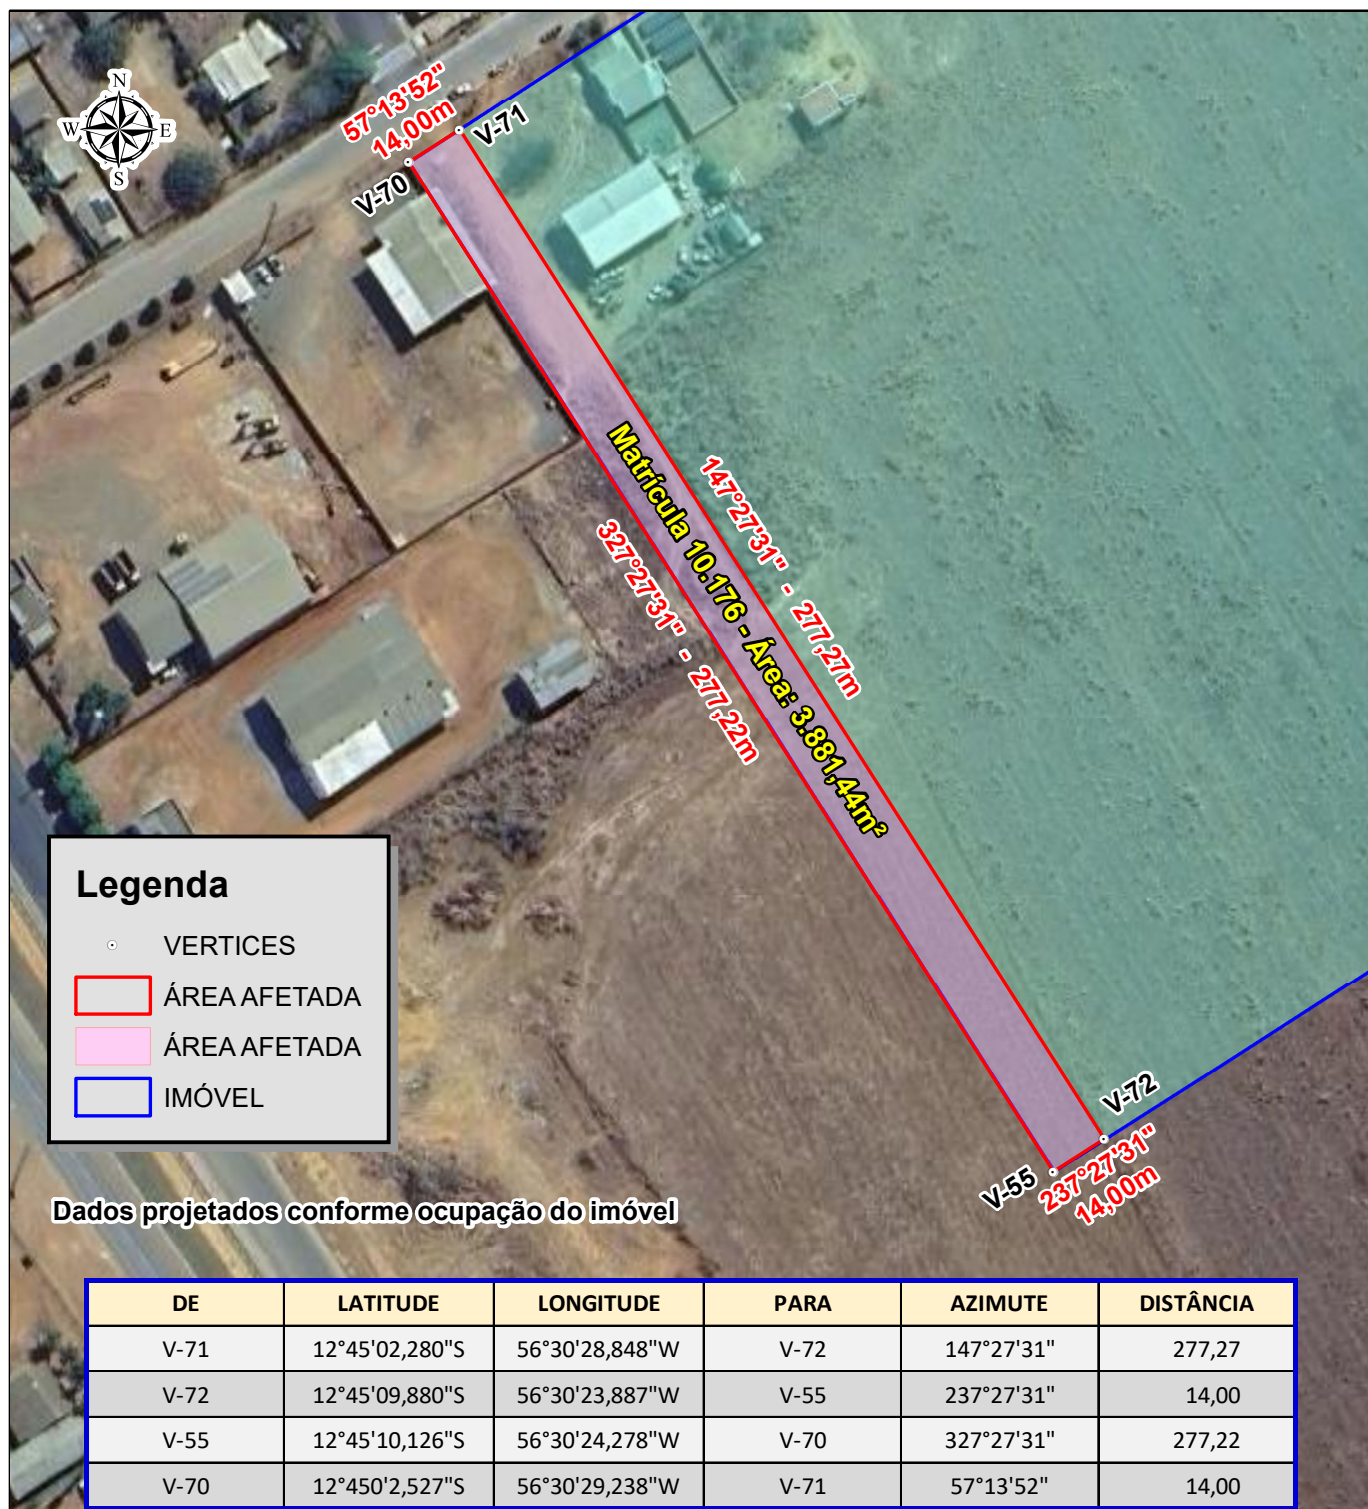 N
W E
S
57°13'52"
14,00m
V-71
V-70
Matrícula 10.176 - Área: 3.881,44m²
147°27'31" - 277,27m
327°27'31" - 277,22m
V-72
V-55
237°27'31"
14,00m
Legenda
VERTICES
ÁREA AFETADA
ÁREA AFETADA
IMÓVEL
Dados projetados conforme ocupação do imóvel
DE LATITUDE LONGITUDE PARA AZIMUTE DISTÂNCIA
V-71 12°45'02,280"S 56°30'28,848"W V-72 147°27'31" 277,27
V-72 12°45'09,880"S 56°30'23,887"W V-55 237°27'31" 14,00
V-55 12°45'10,126"S 56°30'24,278"W V-70 327°27'31" 277,22
V-70 12°450'2,527"S 56°30'29,238"W V-71 57°13'52" 14,00